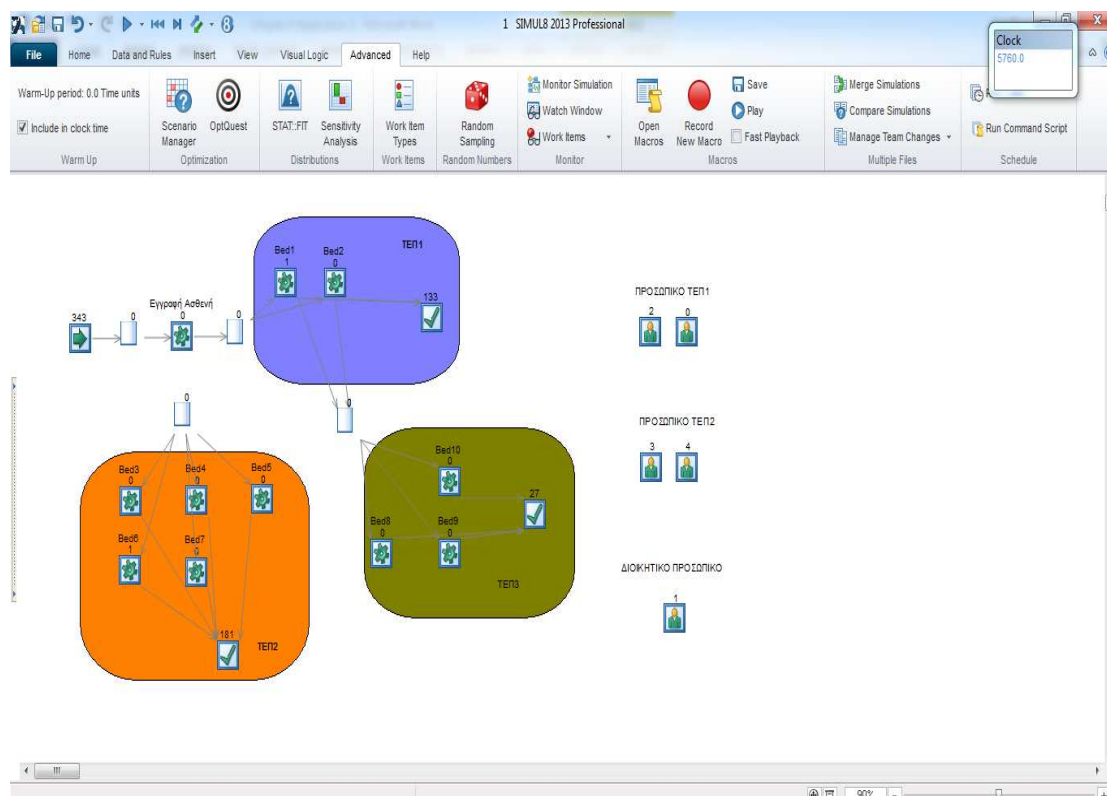 1 SIMUL8 2013 Professional
File Home Data and Rules Insert View Visual Logic Advanced Help
Clock
5760.0
Warm-Up period: 0.0 Time units
Include in clock time
Warm Up
Scenario Manager
OptQuest
Optimization
STAT::FIT
Sensitivity Analysis
Distributions
Work Item Types
Work Items
Random Sampling
Random Numbers
Monitor Simulation
Watch Window
Work Items
Monitor
Open Macros
Record New Macro
Save
Play
Fast Playback
Macros
Merge Simulations
Compare Simulations
Manage Team Changes
Multiple Files
Run Command Script
Schedule
343
0
Εγγραφή Ασθενή
0
0
ΤΕΠ1
Bed1
1
Bed2
0
133
0
0
Bed3
0
Bed4
0
Bed5
0
Bed6
1
Bed7
0
181
ΤΕΠ2
Bed10
0
Bed8
0
Bed9
0
27
ΤΕΠ3
ΠΡΟΣΩΠΙΚΟ ΤΕΠ1
2 0
ΠΡΟΣΩΠΙΚΟ ΤΕΠ2
3 4
ΔΙΟΙΚΗΤΙΚΟ ΠΡΟΣΩΠΙΚΟ
1
90%